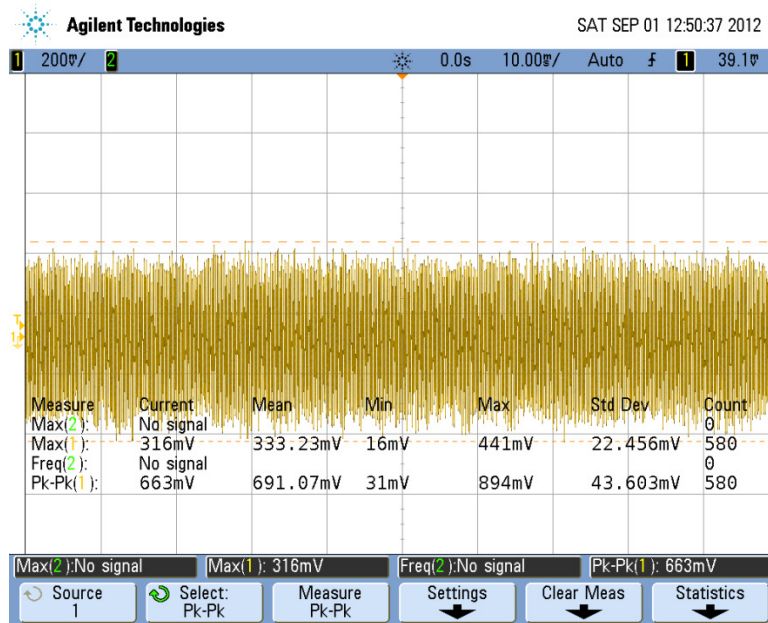 Agilent Technologies SAT SEP 01 12:50:37 2012
1 200mV/ 2 0.0s 10.00ms/ Auto 1 39.1mV
T
1
Measure Current Mean Min Max Std Dev Count
Max(2): No signal 0
Max(1): 316mV 333.23mV 16mV 441mV 22.456mV 580
Freq(2): No signal 0
Pk-Pk(1): 663mV 691.07mV 31mV 894mV 43.603mV 580
Max(2):No signal Max(1): 316mV Freq(2):No signal Pk-Pk(1): 663mV
Source Select: Measure Settings Clear Meas Statistics
1 Pk-Pk Pk-Pk